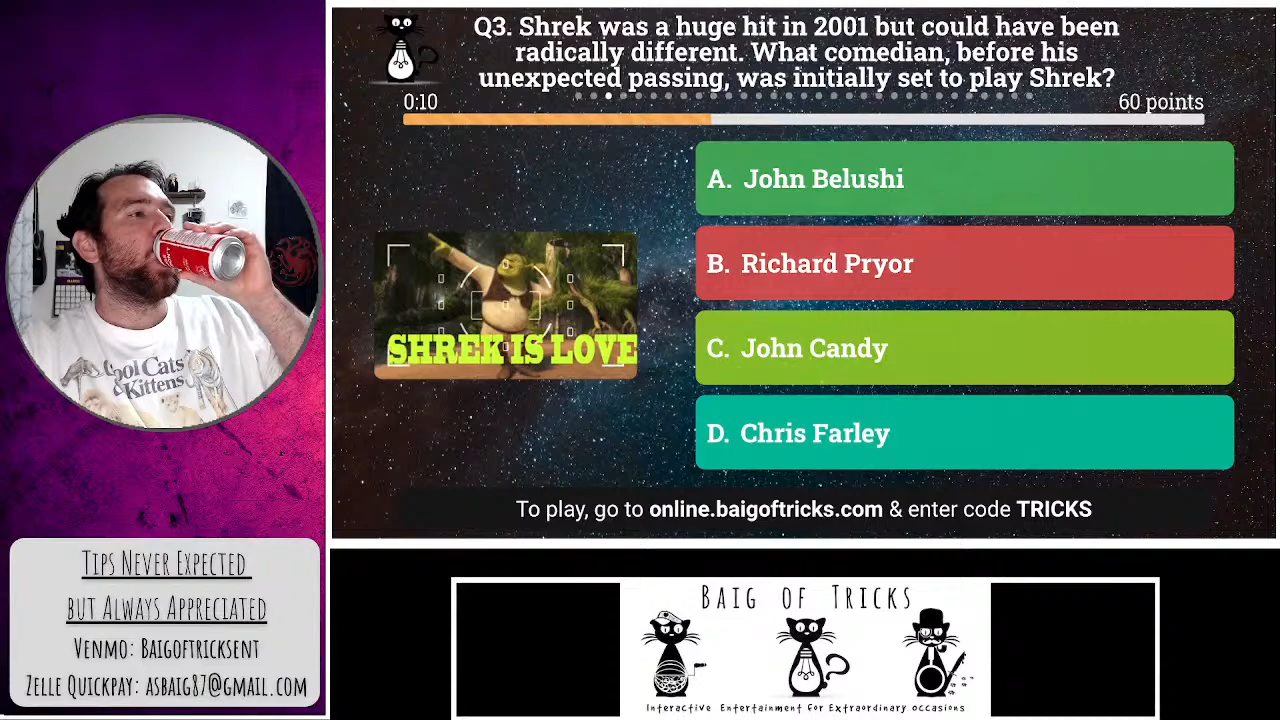 Q3. Shrek was a huge hit in 2001 but could have been
radically different. What comedian, before his
unexpected passing, was initially set to play Shrek?
0:10
60 points
A. John Belushi
B. Richard Pryor
C. John Candy
D. Chris Farley
SHREK IS LOVE
To play, go to online.baigoftricks.com & enter code TRICKS
Cool Cats
& Kittens
Tips Never Expected
but Always Appreciated
Venmo: Baigoftricksent
Zelle Quickpay: asbaig87@gmail.com
Baig of Tricks
Interactive Entertainment for Extraordinary occasions